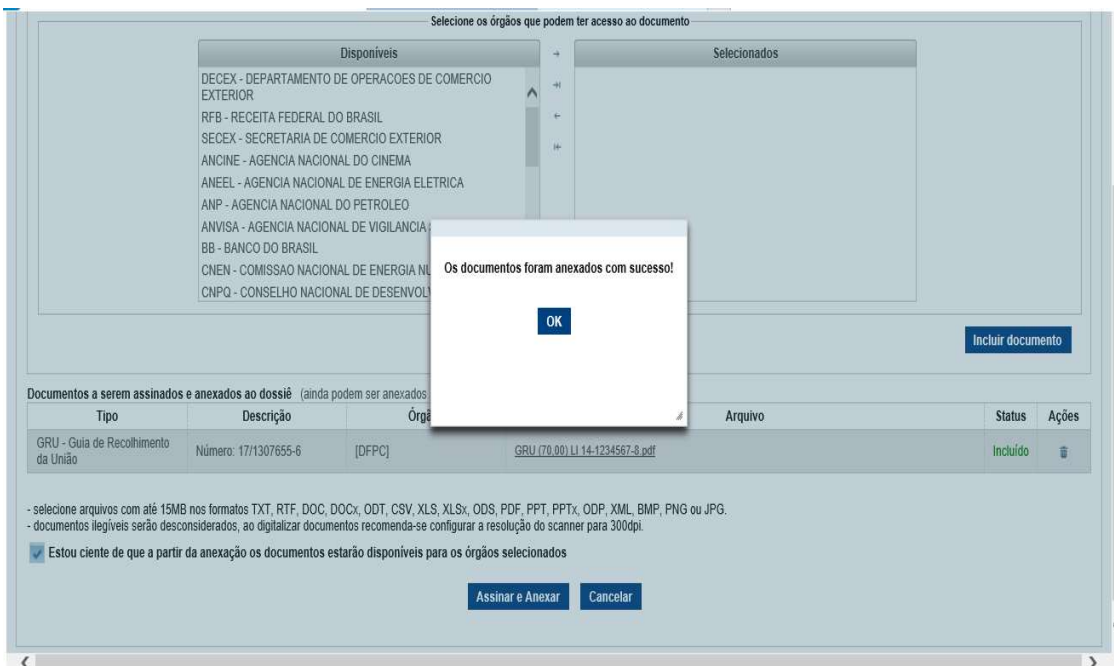 Selecione os órgãos que podem ter acesso ao documento
Disponíveis
Selecionados
DECEX - DEPARTAMENTO DE OPERACOES DE COMERCIO
EXTERIOR
RFB - RECEITA FEDERAL DO BRASIL
SECEX - SECRETARIA DE COMERCIO EXTERIOR
ANCINE - AGENCIA NACIONAL DO CINEMA
ANEEL - AGENCIA NACIONAL DE ENERGIA ELETRICA
ANP - AGENCIA NACIONAL DO PETROLEO
ANVISA - AGENCIA NACIONAL DE VIGILANCIA
BB - BANCO DO BRASIL
CNEN - COMISSAO NACIONAL DE ENERGIA
CNPQ - CONSELHO NACIONAL DE
Os documentos foram anexados com sucesso!
OK
Incluir documento
Documentos a serem assinados e anexados ao dossiê (ainda podem ser anexados
Tipo Descrição Arquivo Status Ações
GRU - Guia de Recolhimento
da União
Número: 17/1307655-6
[DFPC]
GRU (70,00) LI 14-1234567-8.pdf
Incluído
- selecione arquivos com até 15MB nos formatos TXT, RTF, DOC, DOCx, ODT, CSV, XLS, XLSx, ODS, PDF, PPT, PPTx, ODP, XML, BMP, PNG ou JPG.
- documentos ilegíveis serão desconsiderados, ao digitalizar documentos recomenda-se configurar a resolução do scanner para 300dpi.
Estou ciente de que a partir da anexação os documentos estarão disponíveis para os órgãos selecionados
Assinar e Anexar
Cancelar